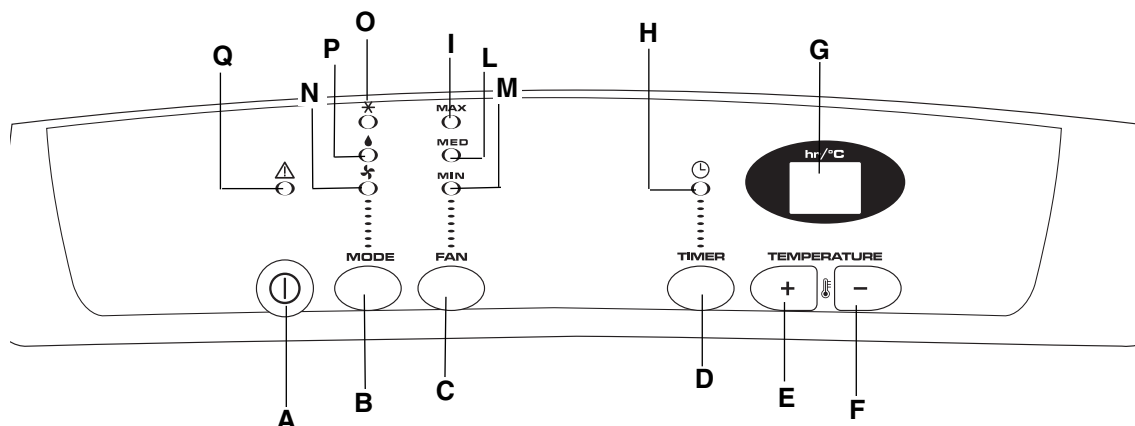 O
P
I
H
L
G
Q
N
M
MAX
MED
hr/°C
MIN
MODE
FAN
TIMER
TEMPERATURE
+
−
A
B
C
D
E
F